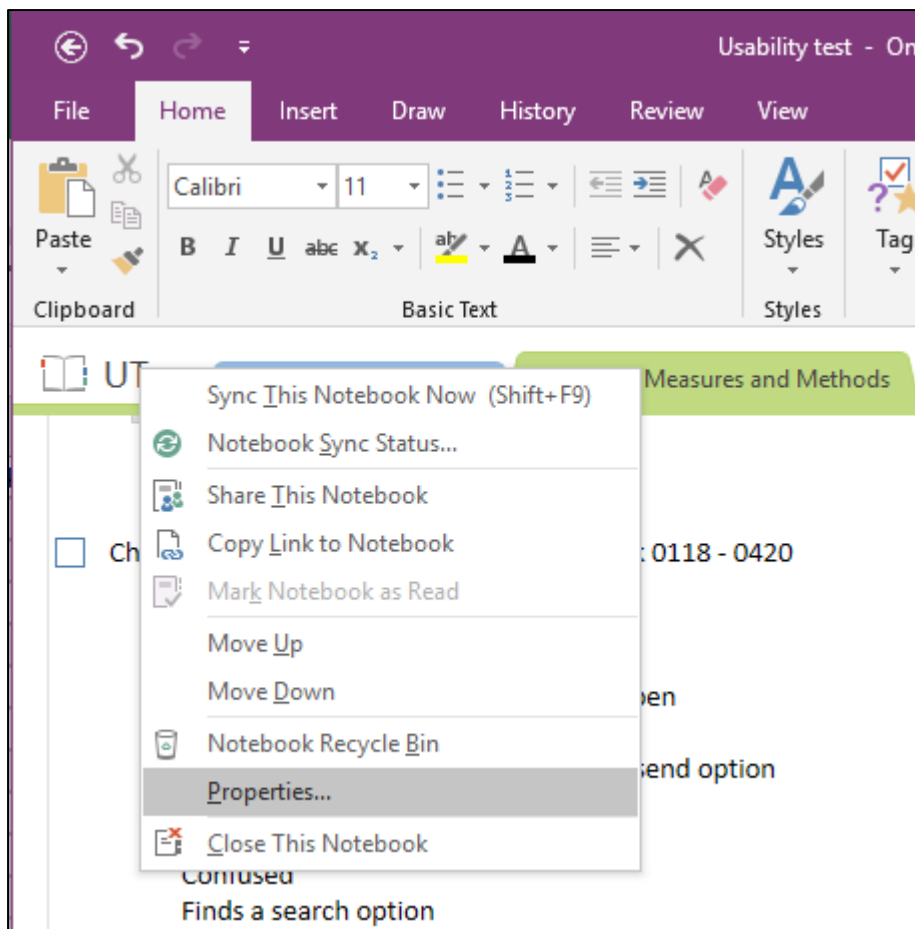 Usability test - On
File Home Insert Draw History Review View
Calibri 11
Paste
B I U abc X₂ ab A
Styles
Tag
Clipboard Basic Text Styles
UT Measures and Methods
Sync This Notebook Now (Shift+F9)
Notebook Sync Status...
Share This Notebook
Ch Copy Link to Notebook : 0118 - 0420
Mark Notebook as Read
Move Up
Move Down pen
Notebook Recycle Bin
send option
Properties...
Close This Notebook
Confused
Finds a search option